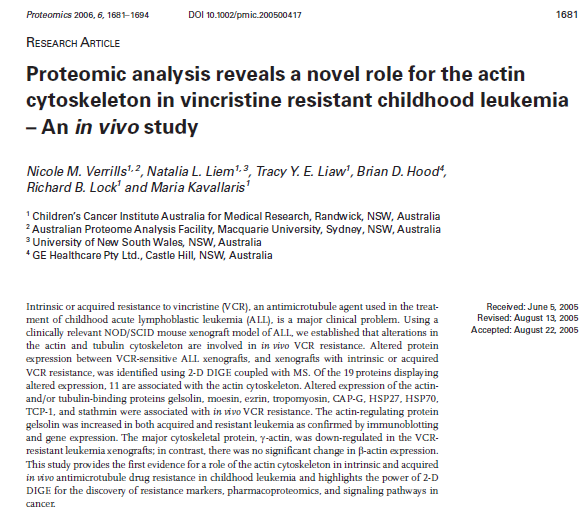 Proteomics 2006, 6, 1681–1694 DOI 10.1002/pmic.200500417 1681
RESEARCH ARTICLE
Proteomic analysis reveals a novel role for the actin
cytoskeleton in vincristine resistant childhood leukemia
– An in vivo study
Nicole M. Verrills1, 2, Natalia L. Liem1, 3, Tracy Y. E. Liaw1, Brian D. Hood4,
Richard B. Lock1 and Maria Kavallaris1
1 Children's Cancer Institute Australia for Medical Research, Randwick, NSW, Australia
2 Australian Proteome Analysis Facility, Macquarie University, Sydney, NSW, Australia
3 University of New South Wales, NSW, Australia
4 GE Healthcare Pty Ltd., Castle Hill, NSW, Australia
Intrinsic or acquired resistance to vincristine (VCR), an antimicrotubule agent used in the treat-
ment of childhood acute lymphoblastic leukemia (ALL), is a major clinical problem. Using a
clinically relevant NOD/SCID mouse xenograft model of ALL, we established that alterations in
the actin and tubulin cytoskeleton are involved in in vivo VCR resistance. Altered protein
expression between VCR-sensitive ALL xenografts, and xenografts with intrinsic or acquired
VCR resistance, was identified using 2-D DIGE coupled with MS. Of the 19 proteins displaying
altered expression, 11 are associated with the actin cytoskeleton. Altered expression of the actin-
and/or tubulin-binding proteins gelsolin, moesin, ezrin, tropomyosin, CAP-G, HSP27, HSP70,
TCP-1, and stathmin were associated with in vivo VCR resistance. The actin-regulating protein
gelsolin was increased in both acquired and resistant leukemia as confirmed by immunoblotting
and gene expression. The major cytoskeletal protein, γ-actin, was down-regulated in the VCR-
resistant leukemia xenografts; in contrast, there was no significant change in β-actin expression.
This study provides the first evidence for a role of the actin cytoskeleton in intrinsic and acquired
in vivo antimicrotubule drug resistance in childhood leukemia and highlights the power of 2-D
DIGE for the discovery of resistance markers, pharmacoproteomics, and signaling pathways in
cancer.
Received: June 5, 2005
Revised: August 13, 2005
Accepted: August 22, 2005